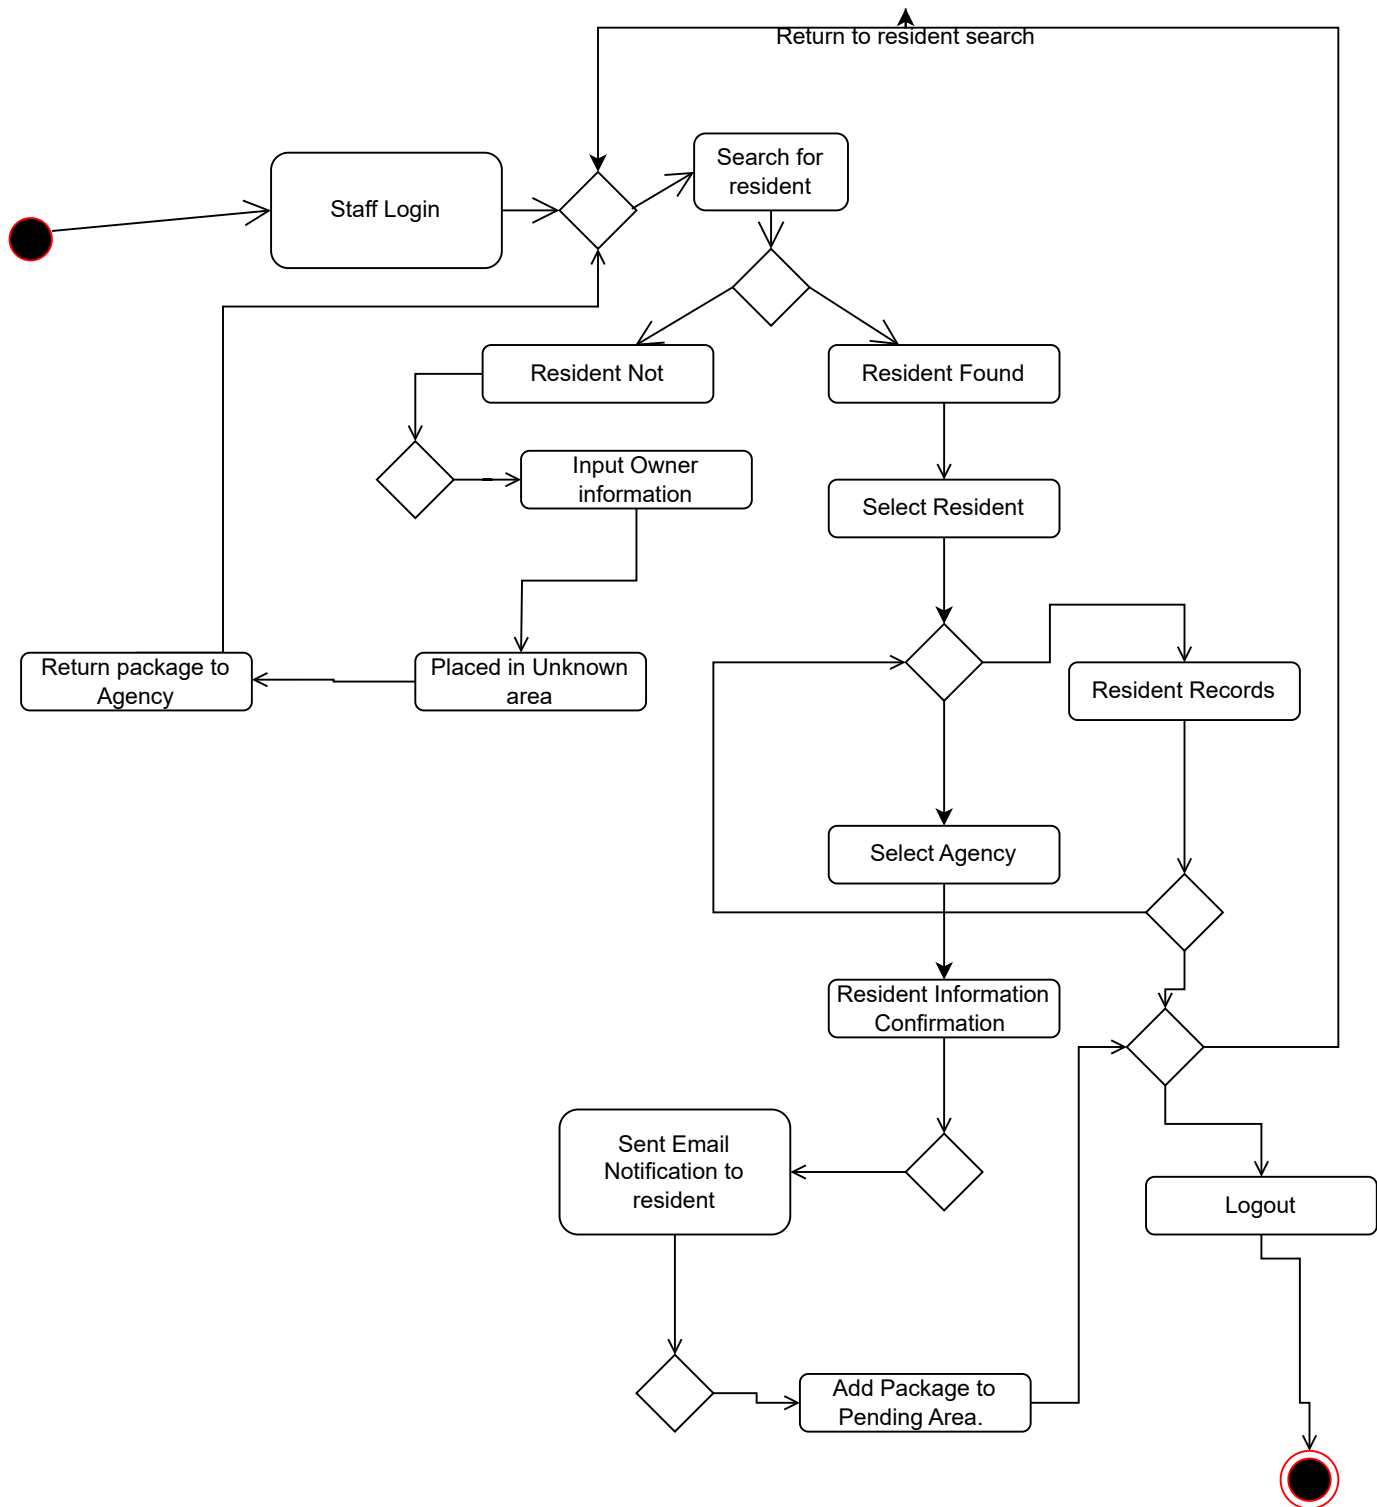 Return to resident search
Search for
resident
Staff Login
Resident Not
Resident Found
Input Owner
information
Select Resident
Return package to
Agency
Placed in Unknown
area
Resident Records
Select Agency
Resident Information
Confirmation
Sent Email
Notification to
resident
Logout
Add Package to
Pending Area.